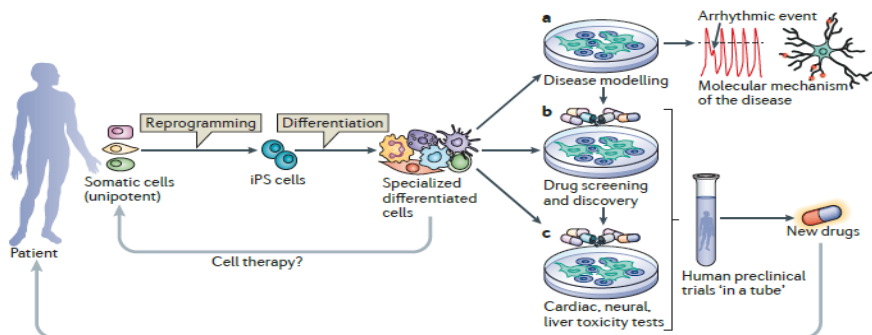 a
Arrhythmic event
Disease modelling
Molecular mechanism
of the disease
Reprogramming
Differentiation
b
Somatic cells
(unipotent)
iPS cells
Specialized
differentiated
cells
Drug screening
and discovery
Patient
Cell therapy?
c
Cardiac, neural,
liver toxicity tests
Human preclinical
trials ‘in a tube’
New drugs